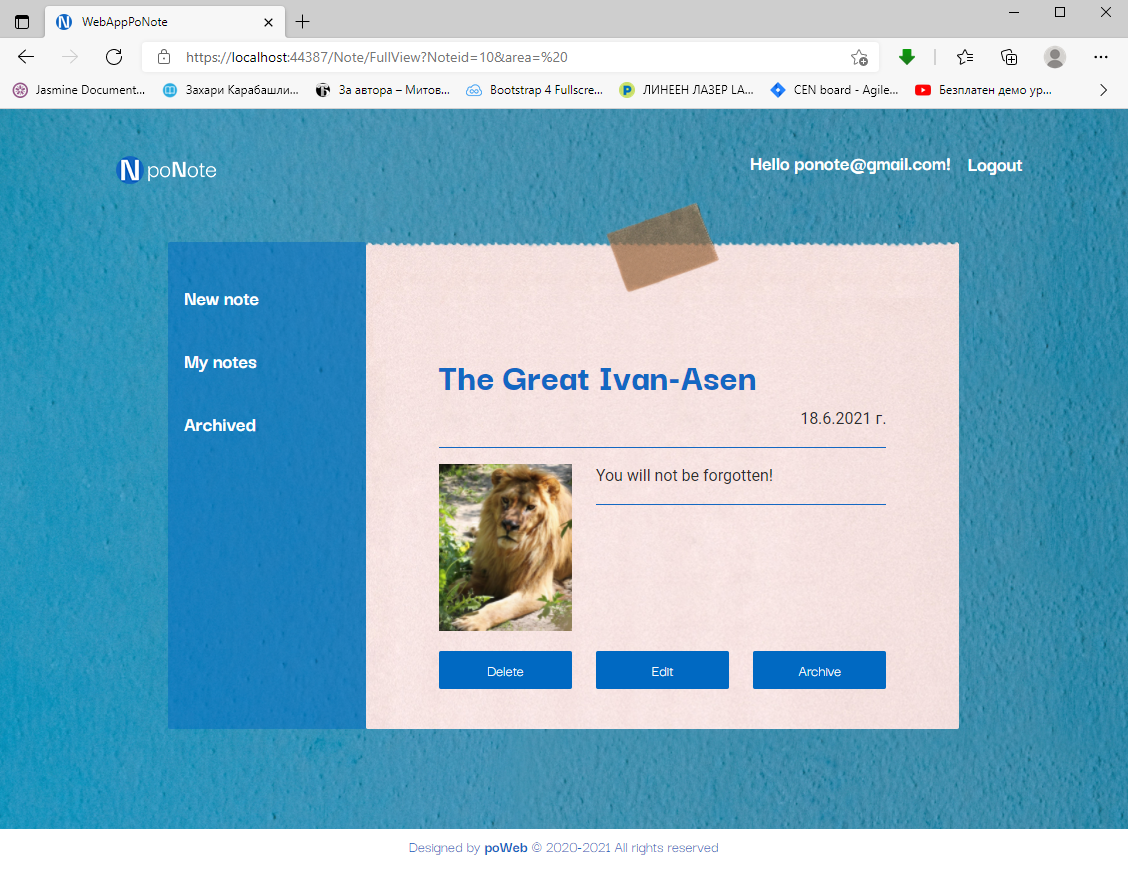 WebAppPoNote
https://localhost:44387/Note/FullView?Noteid=10&area=%20
Jasmine Document... Захари Карабашли... За автора – Митов... Bootstrap 4 Fullscre... ЛИНЕЕН ЛАЗЕР LA... CEN board - Agile... Безплатен демо ур...
N poNote
Hello ponote@gmail.com! Logout
New note
My notes
Archived
The Great Ivan-Asen
18.6.2021 г.
You will not be forgotten!
Delete Edit Archive
Designed by poWeb © 2020-2021 All rights reserved